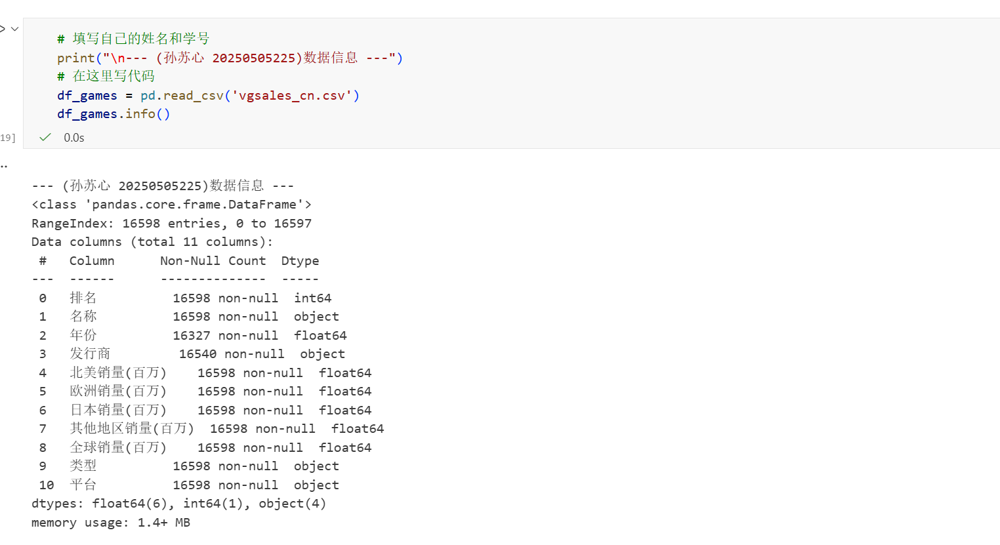 # 填写自己的姓名和学号
print("\n--- (孙苏心 20250505225)数据信息 ---")
# 在这里写代码
df_games = pd.read_csv('vgsales_cn.csv')
df_games.info()
19]
0.0s
--- (孙苏心 20250505225)数据信息 ---
<class 'pandas.core.frame.DataFrame'>
RangeIndex: 16598 entries, 0 to 16597
Data columns (total 11 columns):
#   Column      Non-Null Count  Dtype
---  ------      --------------  -----
0   排名          16598 non-null  int64
1   名称          16598 non-null  object
2   年份          16327 non-null  float64
3   发行商         16540 non-null  object
4   北美销量(百万)    16598 non-null  float64
5   欧洲销量(百万)    16598 non-null  float64
6   日本销量(百万)    16598 non-null  float64
7   其他地区销量(百万)  16598 non-null  float64
8   全球销量(百万)    16598 non-null  float64
9   类型          16598 non-null  object
10  平台          16598 non-null  object
dtypes: float64(6), int64(1), object(4)
memory usage: 1.4+ MB